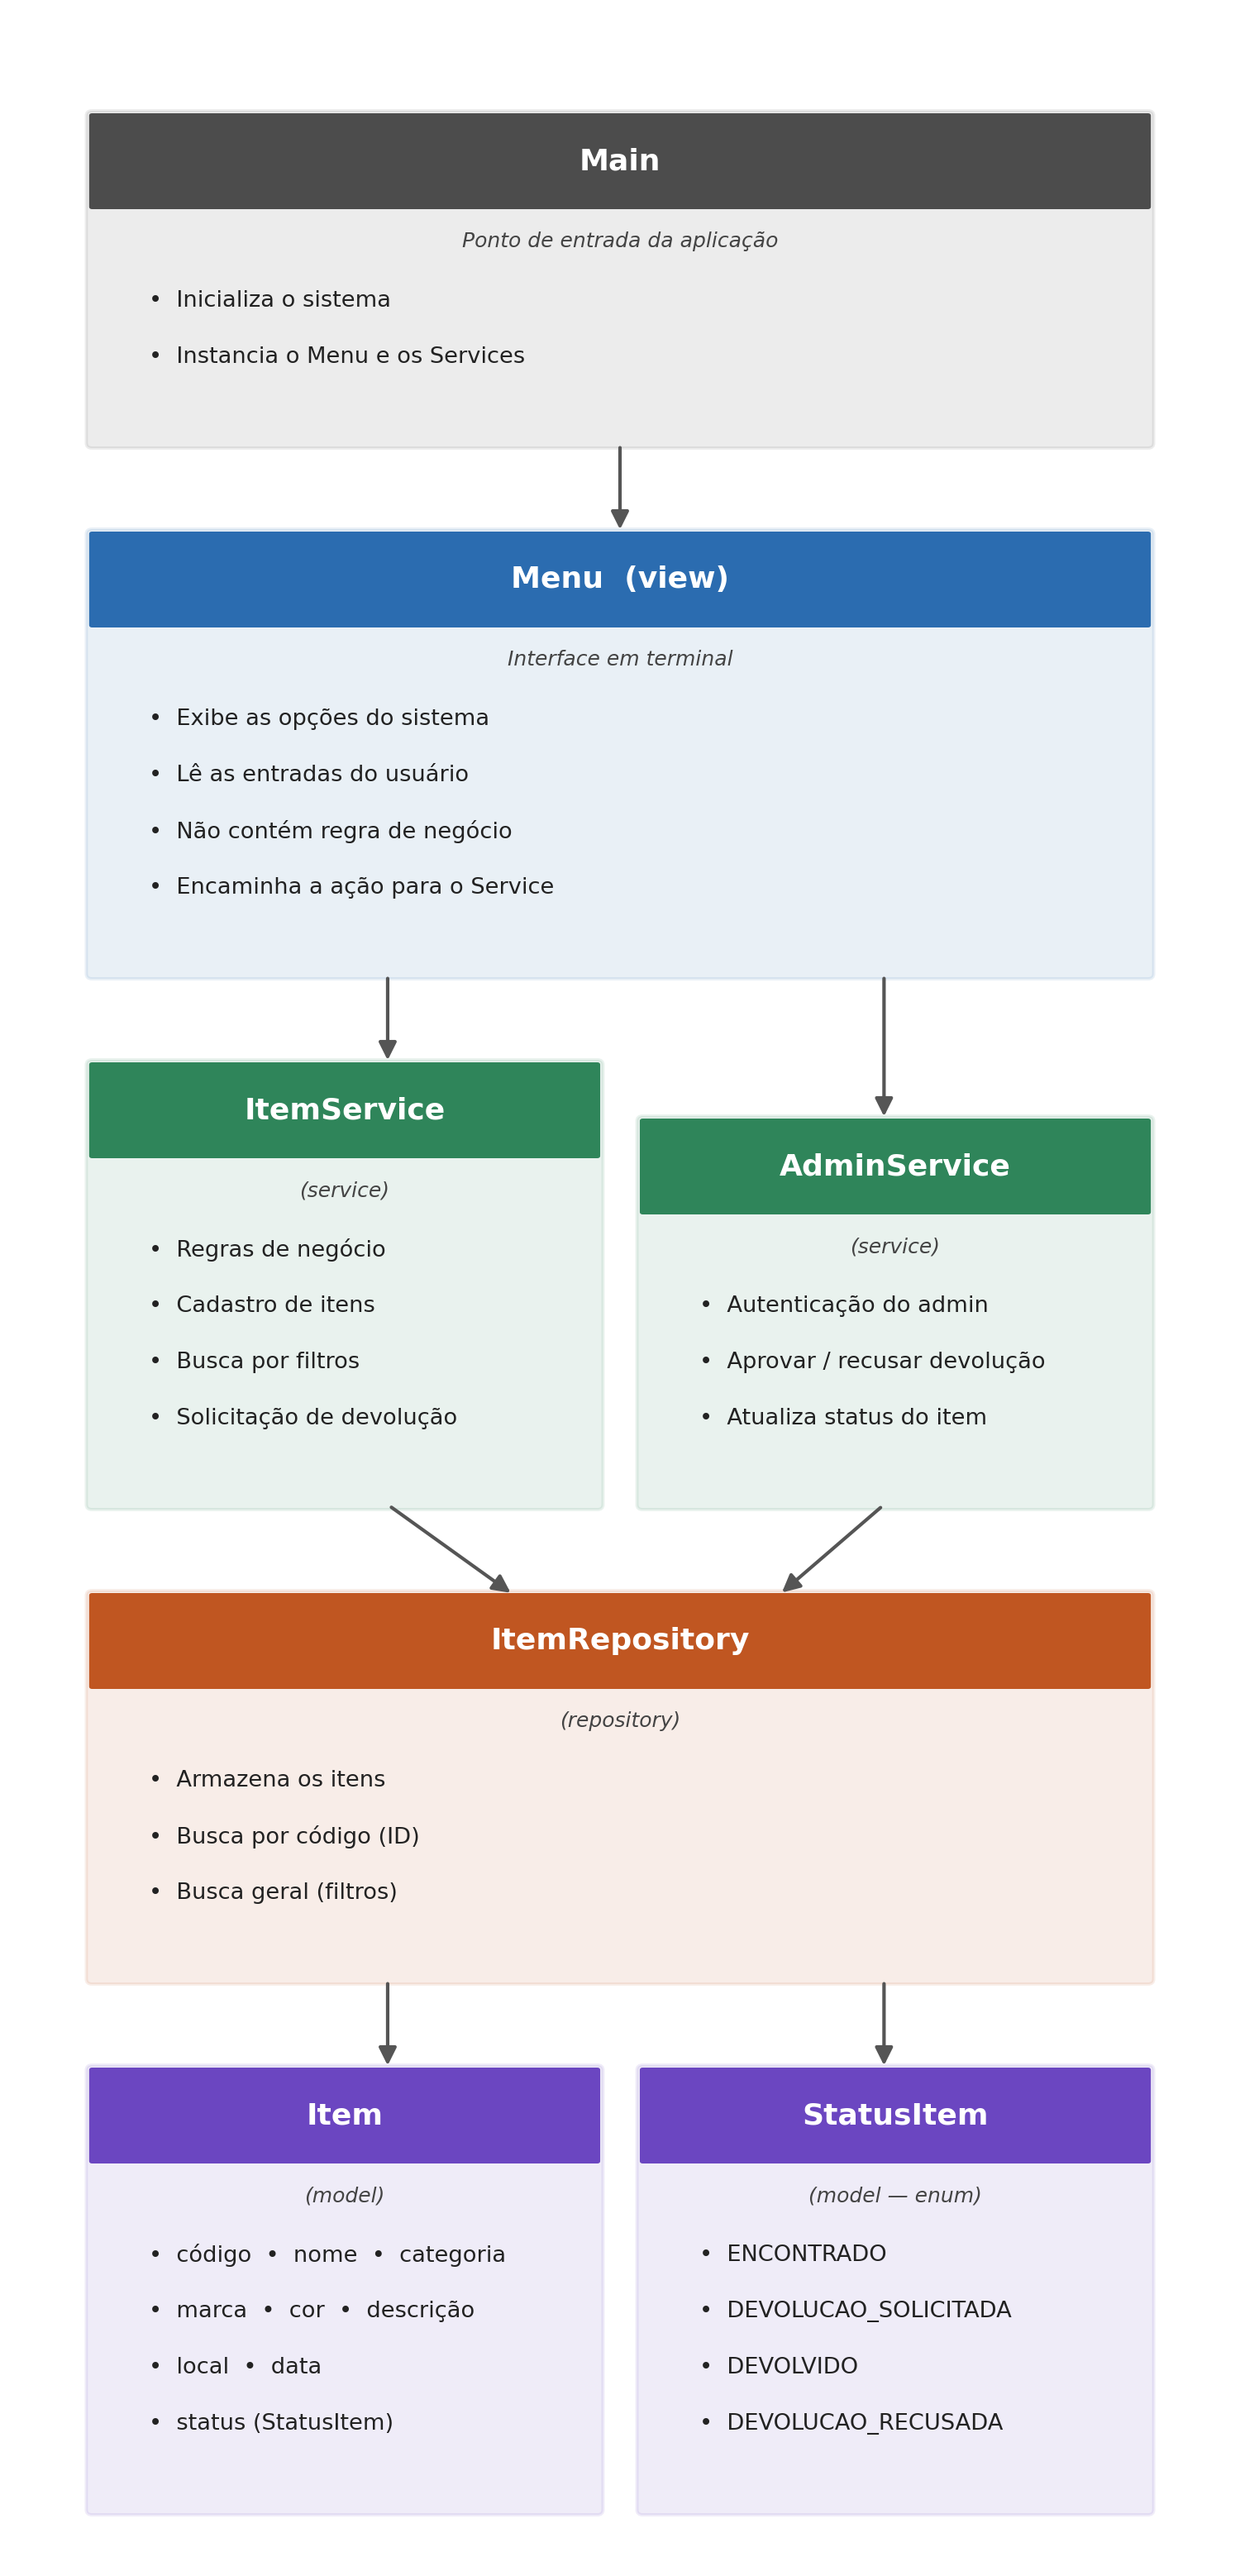 Main
Ponto de entrada da aplicação
• Inicializa o sistema
• Instancia o Menu e os Services
Menu (view)
Interface em terminal
• Exibe as opções do sistema
• Lê as entradas do usuário
• Não contém regra de negócio
• Encaminha a ação para o Service
ItemService
(service)
• Regras de negócio
• Cadastro de itens
• Busca por filtros
• Solicitação de devolução
AdminService
(service)
• Autenticação do admin
• Aprovar / recusar devolução
• Atualiza status do item
ItemRepository
(repository)
• Armazena os itens
• Busca por código (ID)
• Busca geral (filtros)
Item
(model)
• código • nome • categoria
• marca • cor • descrição
• local • data
• status (StatusItem)
StatusItem
(model — enum)
• ENCONTRADO
• DEVOLUCAO_SOLICITADA
• DEVOLVIDO
• DEVOLUCAO_RECUSADA